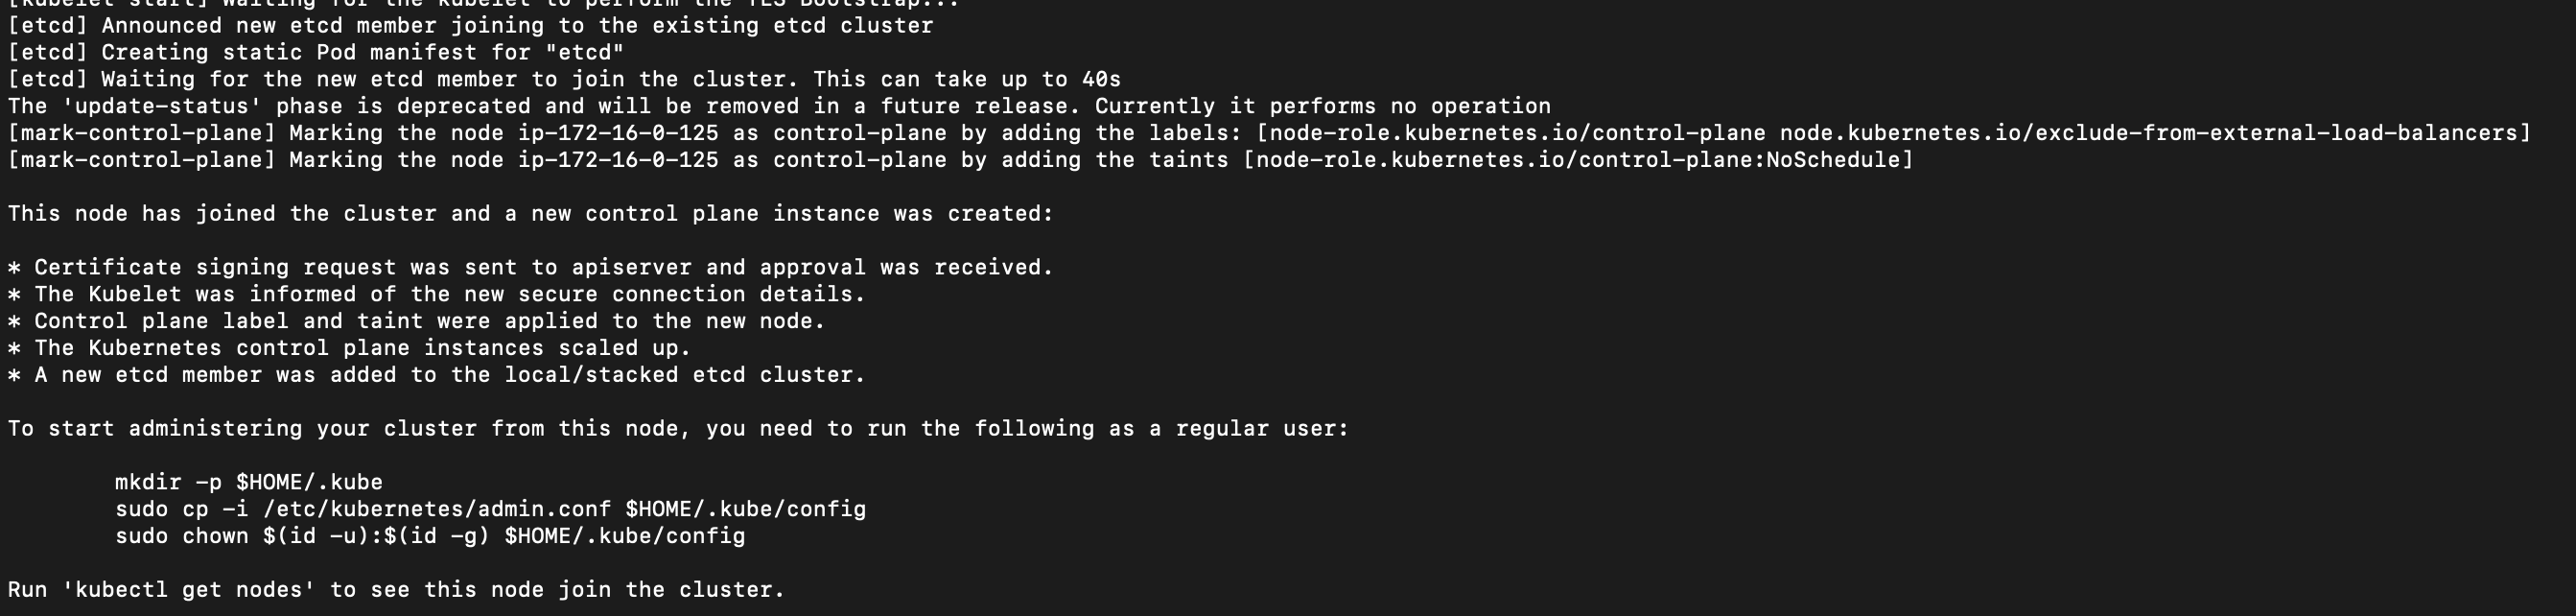 [kubelet-start] Waiting for the kubelet to perform the TLS Bootstrap...
[etcd] Announced new etcd member joining to the existing etcd cluster
[etcd] Creating static Pod manifest for "etcd"
[etcd] Waiting for the new etcd member to join the cluster. This can take up to 40s
The 'update-status' phase is deprecated and will be removed in a future release. Currently it performs no operation
[mark-control-plane] Marking the node ip-172-16-0-125 as control-plane by adding the labels: [node-role.kubernetes.io/control-plane node.kubernetes.io/exclude-from-external-load-balancers]
[mark-control-plane] Marking the node ip-172-16-0-125 as control-plane by adding the taints [node-role.kubernetes.io/control-plane:NoSchedule]
This node has joined the cluster and a new control plane instance was created:
* Certificate signing request was sent to apiserver and approval was received.
* The Kubelet was informed of the new secure connection details.
* Control plane label and taint were applied to the new node.
* The Kubernetes control plane instances scaled up.
* A new etcd member was added to the local/stacked etcd cluster.
To start administering your cluster from this node, you need to run the following as a regular user:
mkdir -p $HOME/.kube
sudo cp -i /etc/kubernetes/admin.conf $HOME/.kube/config
sudo chown $(id -u):$(id -g) $HOME/.kube/config
Run 'kubectl get nodes' to see this node join the cluster.